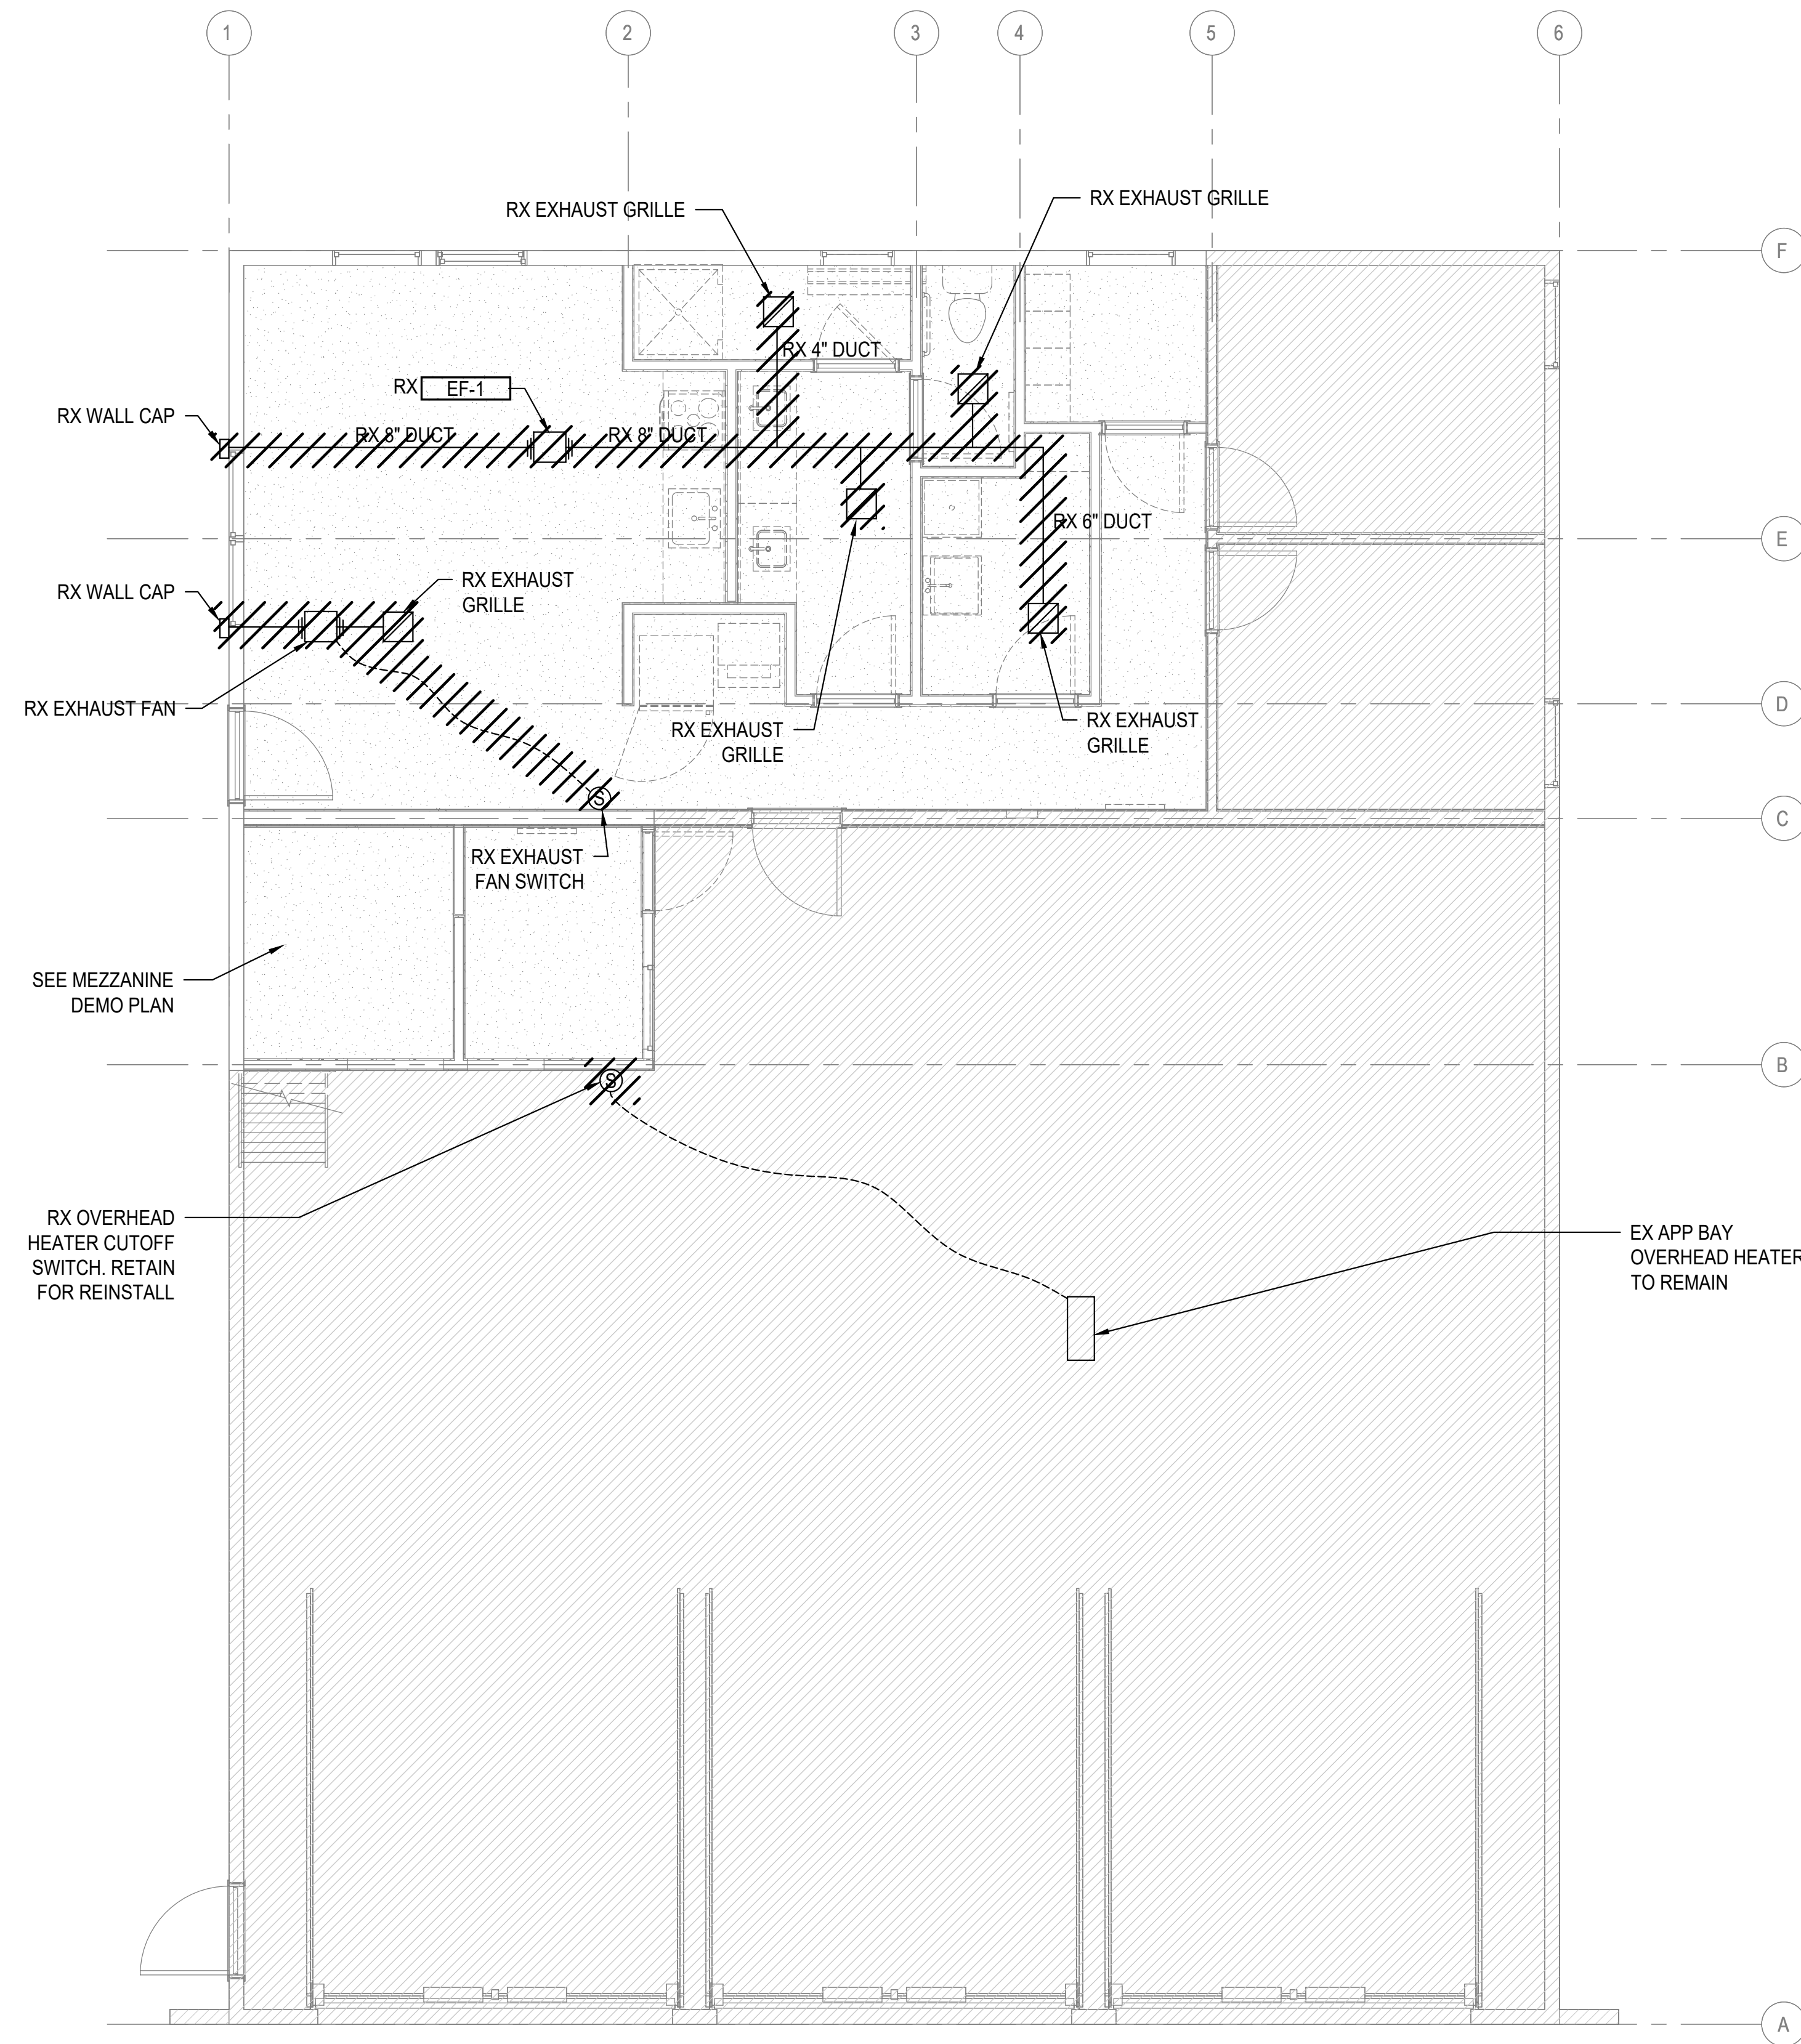 1
2
3
4
5
6
RX EXHAUST GRILLE
RX EXHAUST GRILLE
F
RX 4" DUCT
RX EF-1
RX WALL CAP
RX 8" DUCT
RX 8" DUCT
RX 6" DUCT
E
RX WALL CAP
RX EXHAUST
GRILLE
RX EXHAUST FAN
D
RX EXHAUST
GRILLE
RX EXHAUST
GRILLE
S
C
RX EXHAUST
FAN SWITCH
SEE MEZZANINE
DEMO PLAN
B
S
RX OVERHEAD
HEATER CUTOFF
SWITCH. RETAIN
FOR REINSTALL
EX APP BAY
OVERHEAD HEATER
TO REMAIN
A